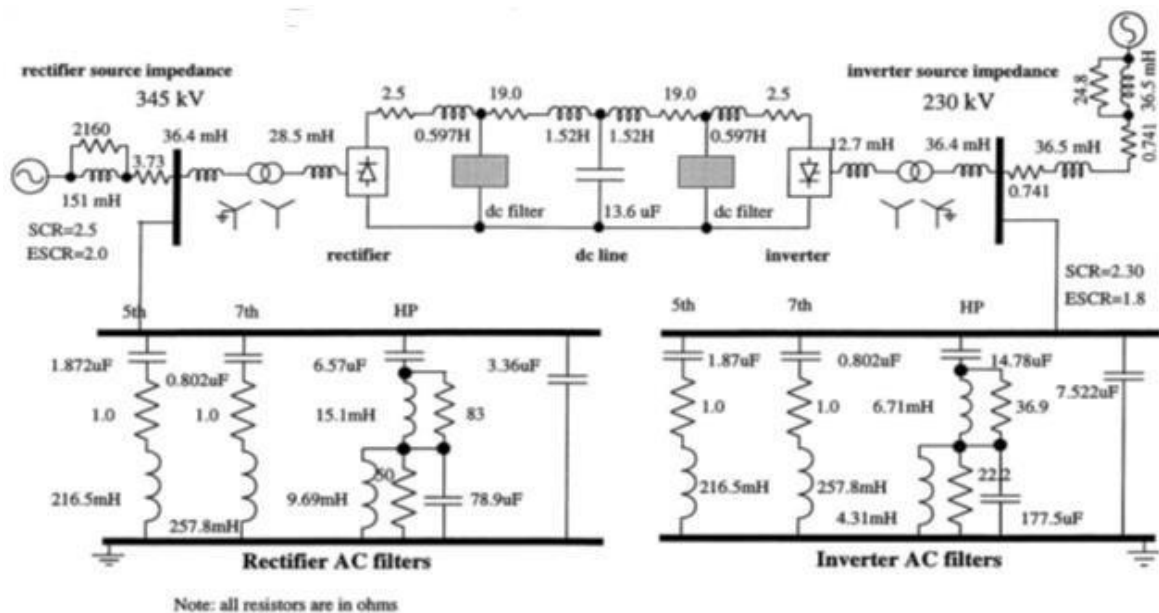 rectifier source impedance
345 kV
2160
3.73
151 mH
36.4 mH
28.5 mH
SCR=2.5
ESCR=2.0
rectifier
2.5
0.597H
19.0
1.52H
1.52H
19.0
0.597H
2.5
dc filter
13.6 uF
dc filter
dc line
inverter
inverter source impedance
230 kV
12.7 mH
36.4 mH
36.5 mH
0.741
24.8
36.5 mH
0.741
SCR=2.30
ESCR=1.8
5th
7th
HP
1.872uF
0.802uF
6.57uF
3.36uF
1.0
1.0
15.1mH
83
216.5mH
257.8mH
9.69mH
50
78.9uF
Rectifier AC filters
5th
7th
HP
1.87uF
0.802uF
14.78uF
7.522uF
1.0
1.0
6.71mH
36.9
216.5mH
257.8mH
22.2
4.31mH
177.5uF
Inverter AC filters
Note: all resistors are in ohms